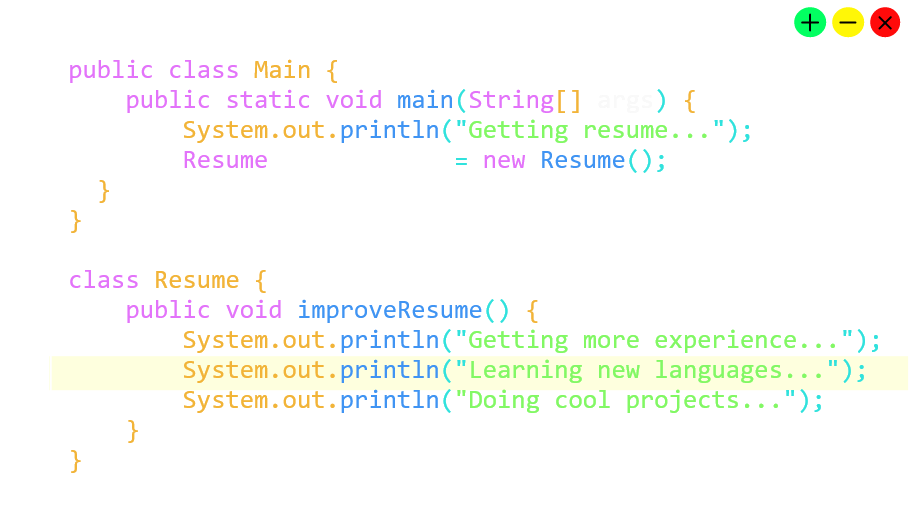 public class Main {
    public static void main(String[] args) {
        System.out.println("Getting resume...");
        Resume             = new Resume();
  }
}

class Resume {
    public void improveResume() {
        System.out.println("Getting more experience...");
        System.out.println("Learning new languages...");
        System.out.println("Doing cool projects...");
    }
}